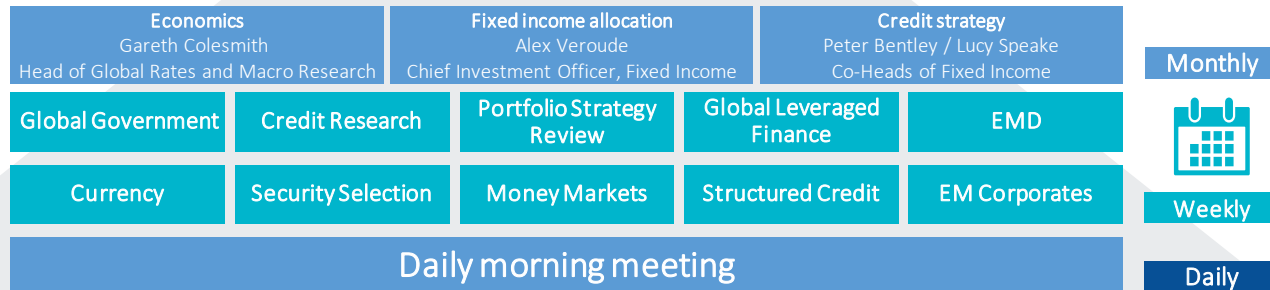 Economics
Gareth Colesmith
Head of Global Rates and Macro Research
Fixed income allocation
Alex Veroude
Chief Investment Officer, Fixed Income
Credit strategy
Peter Bentley / Lucy Speake
Co-Heads of Fixed Income
Monthly
Global Government
Credit Research
Portfolio Strategy
Review
Global Leveraged
Finance
EMD
Currency
Security Selection
Money Markets
Structured Credit
EM Corporates
Weekly
Daily morning meeting
Daily